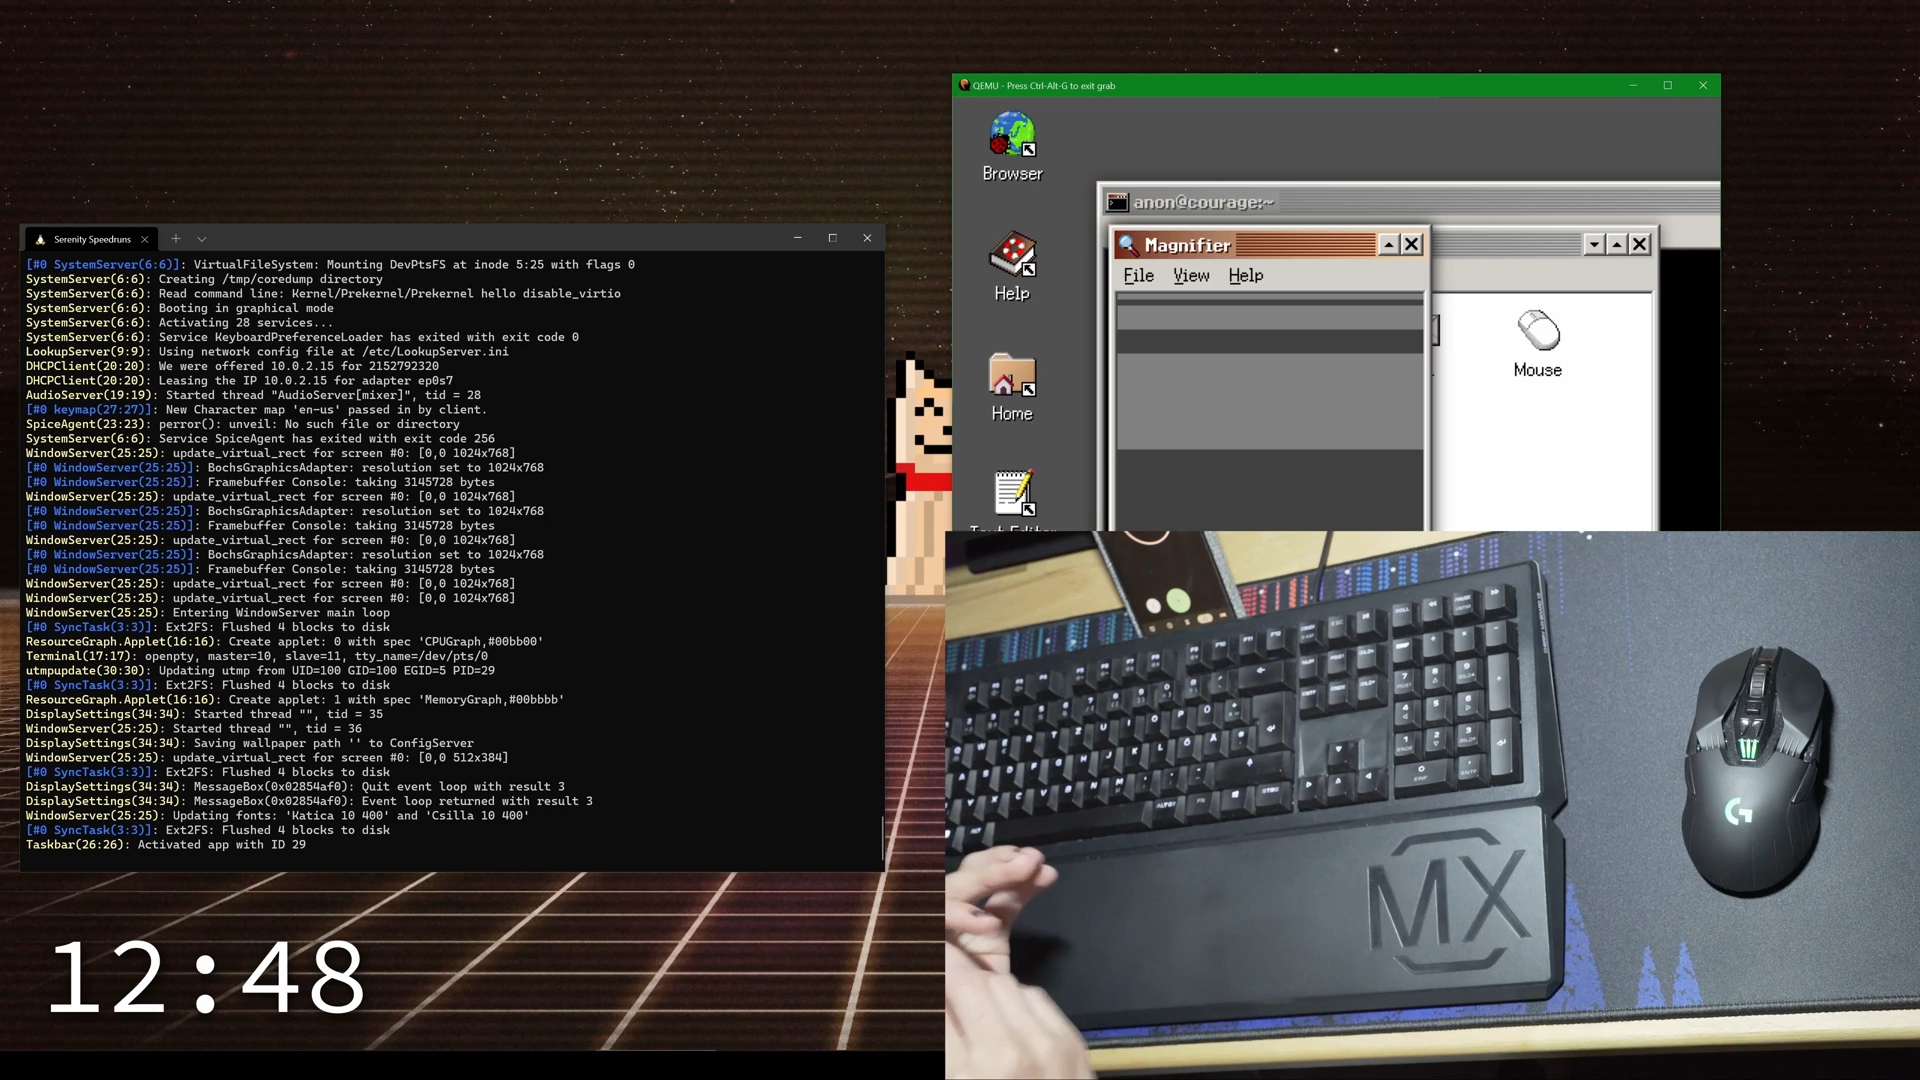 QEMU - Press Ctrl-Alt-G to exit grab
Browser
Help
Home
anon@courage:~
Magnifier
File View Help
Mouse
Serenity Speedruns
[#0 SystemServer(6:6)]: VirtualFileSystem: Mounting DevPtsFS at inode 5:25 with flags 0
SystemServer(6:6): Creating /tmp/coredump directory
SystemServer(6:6): Read command line: Kernel/Prekernel/Prekernel hello disable_virtio
SystemServer(6:6): Booting in graphical mode
SystemServer(6:6): Activating 28 services...
SystemServer(6:6): Service KeyboardPreferenceLoader has exited with exit code 0
LookupServer(9:9): Using network config file at /etc/LookupServer.ini
DHCPClient(20:20): We were offered 10.0.2.15 for 2152792320
DHCPClient(20:20): Leasing the IP 10.0.2.15 for adapter ep0s7
AudioServer(19:19): Started thread "AudioServer[mixer]", tid = 28
[#0 keymap(27:27)]: New Character map 'en-us' passed in by client.
SpiceAgent(23:23): perror(): unveil: No such file or directory
SystemServer(6:6): Service SpiceAgent has exited with exit code 256
WindowServer(25:25): update_virtual_rect for screen #0: [0,0 1024x768]
[#0 WindowServer(25:25)]: BochsGraphicsAdapter: resolution set to 1024x768
[#0 WindowServer(25:25)]: Framebuffer Console: taking 3145728 bytes
WindowServer(25:25): update_virtual_rect for screen #0: [0,0 1024x768]
[#0 WindowServer(25:25)]: BochsGraphicsAdapter: resolution set to 1024x768
[#0 WindowServer(25:25)]: Framebuffer Console: taking 3145728 bytes
WindowServer(25:25): update_virtual_rect for screen #0: [0,0 1024x768]
[#0 WindowServer(25:25)]: BochsGraphicsAdapter: resolution set to 1024x768
[#0 WindowServer(25:25)]: Framebuffer Console: taking 3145728 bytes
WindowServer(25:25): update_virtual_rect for screen #0: [0,0 1024x768]
WindowServer(25:25): update_virtual_rect for screen #0: [0,0 1024x768]
WindowServer(25:25): Entering WindowServer main loop
[#0 SyncTask(3:3)]: Ext2FS: Flushed 4 blocks to disk
ResourceGraph.Applet(16:16): Create applet: 0 with spec 'CPUGraph,#00bb00'
Terminal(17:17): openpty, master=10, slave=11, tty_name=/dev/pts/0
utmpupdate(30:30): Updating utmp from UID=100 GID=100 EGID=5 PID=29
[#0 SyncTask(3:3)]: Ext2FS: Flushed 4 blocks to disk
ResourceGraph.Applet(16:16): Create applet: 1 with spec 'MemoryGraph,#00bbbb'
DisplaySettings(34:34): Started thread "", tid = 35
WindowServer(25:25): Started thread "", tid = 36
DisplaySettings(34:34): Saving wallpaper path '' to ConfigServer
WindowServer(25:25): update_virtual_rect for screen #0: [0,0 512x384]
[#0 SyncTask(3:3)]: Ext2FS: Flushed 4 blocks to disk
DisplaySettings(34:34): MessageBox(0x02854af0): Quit event loop with result 3
DisplaySettings(34:34): MessageBox(0x02854af0): Event loop returned with result 3
WindowServer(25:25): Updating fonts: 'Katica 10 400' and 'Csilla 10 400'
[#0 SyncTask(3:3)]: Ext2FS: Flushed 4 blocks to disk
Taskbar(26:26): Activated app with ID 29
MX
12:48